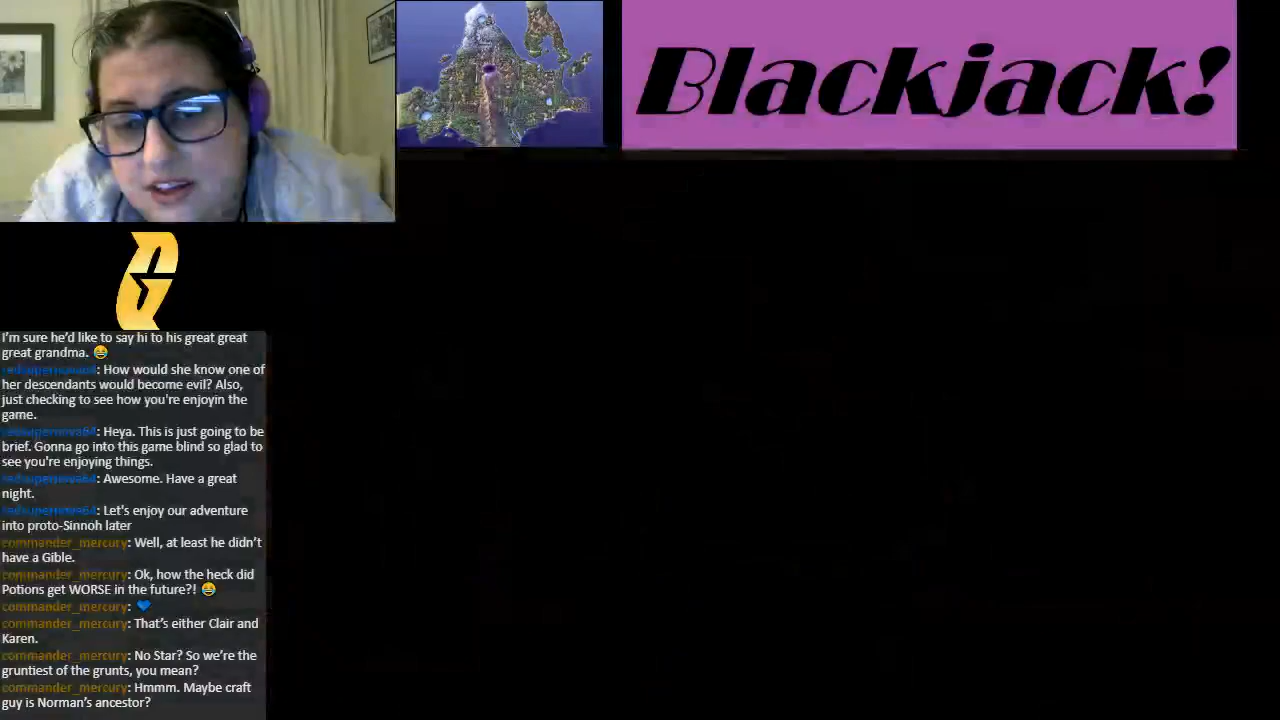 Blackjack!
G
I'm sure he'd like to say hi to his great great
great grandma. 😂
: How would she know one of
her descendants would become evil? Also,
just checking to see how you're enjoyin the
game.
redsupernova64: Heya. This is just going to be
brief. Gonna go into this game blind so glad to
see you're enjoying things.
redsupernova64: Awesome. Have a great
night.
redsupernova64: Let's enjoy our adventure
into proto-Sinnoh later
commander_mercury: Well, at least he didn't
have a Gible.
commander_mercury: Ok, how the heck did
Potions get WORSE in the future?! 😂
commander_mercury: 💙
commander_mercury: That's either Clair and
Karen.
commander_mercury: No Star? So we're the
gruntiest of the grunts, you mean?
commander_mercury: Hmmm. Maybe craft
guy is Norman's ancestor?